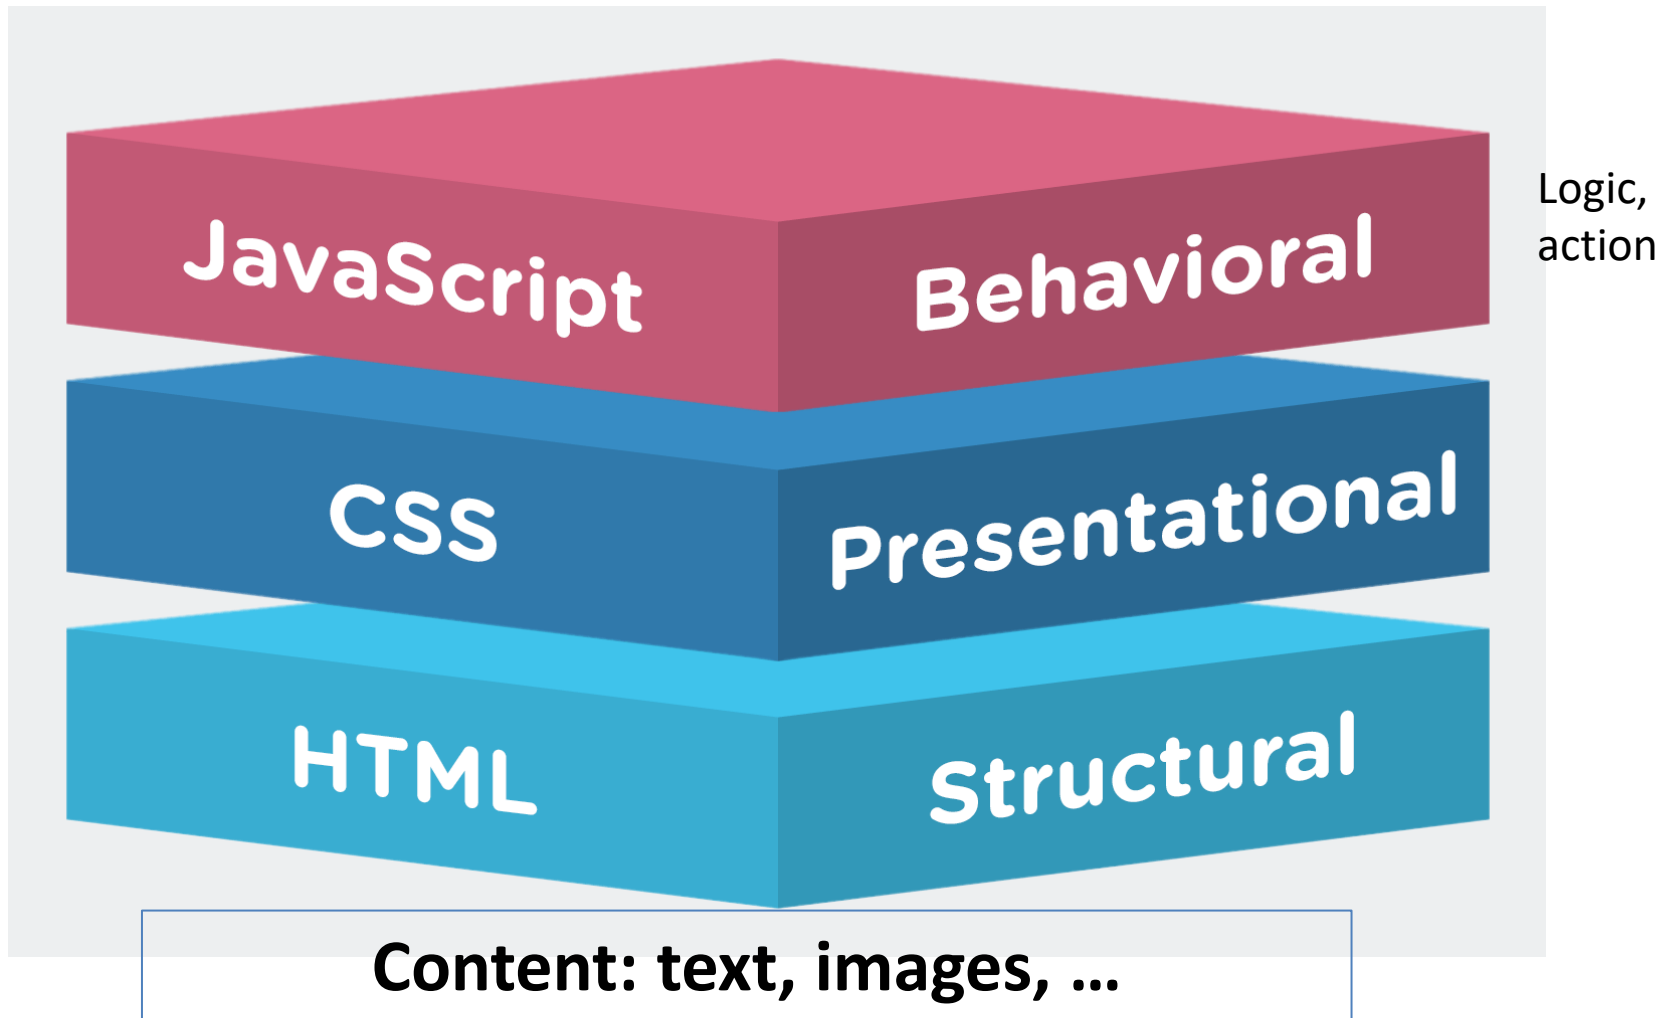 JavaScript
Behavioral
Logic,
action
CSS
Presentational
HTML
Structural
Content: text, images, ...